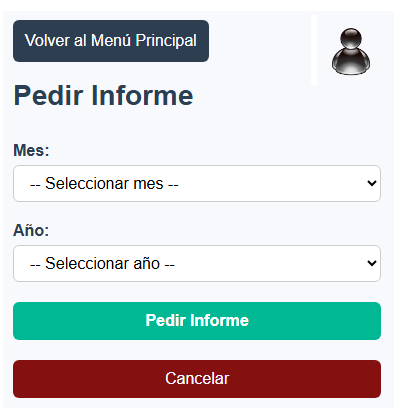 Volver al Menú Principal
Pedir Informe
Mes:
-- Seleccionar mes --
Año:
-- Seleccionar año --
Pedir Informe
Cancelar